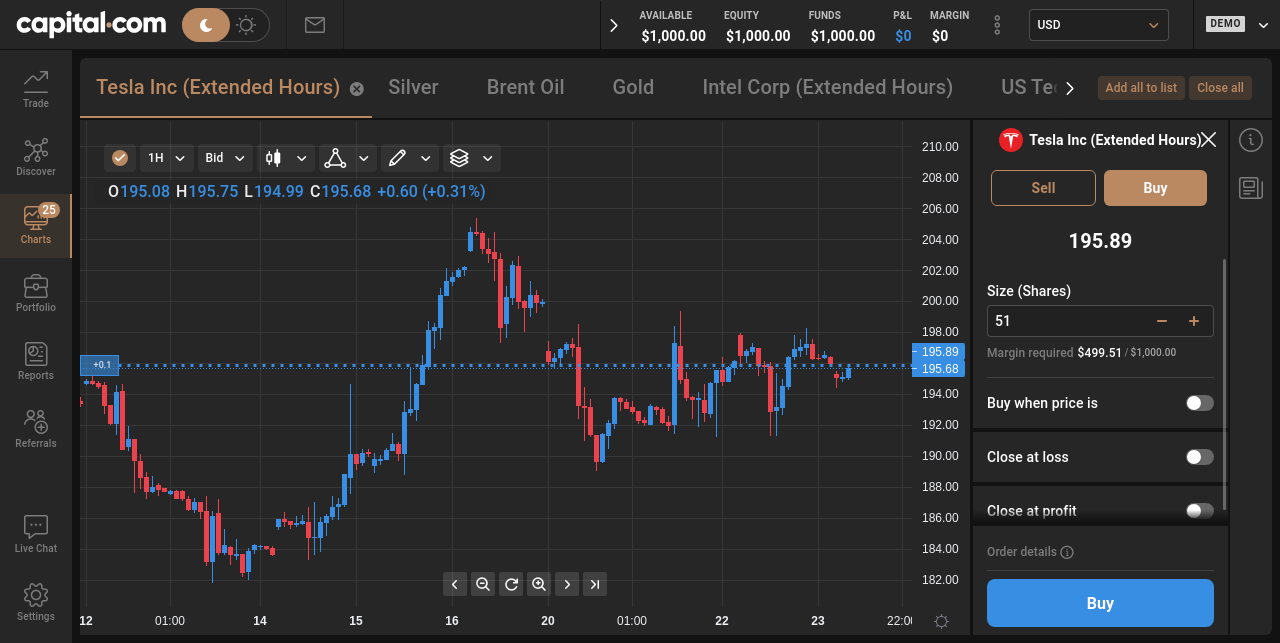 capital.com
AVAILABLE EQUITY FUNDS P&L MARGIN
$1,000.00 $1,000.00 $1,000.00 $0 $0
USD
DEMO
Trade
Discover
25
Charts
Portfolio
Reports
Referrals
Live Chat
Settings
Tesla Inc (Extended Hours) Silver Brent Oil Gold Intel Corp (Extended Hours) US Te
Add all to list Close all
1H Bid
O195.08 H195.75 L194.99 C195.68 +0.60 (+0.31%)
+0.1
210.00
208.00
206.00
204.00
202.00
200.00
198.00
195.89
195.68
194.00
192.00
190.00
188.00
186.00
184.00
182.00
12 01:00 14 15 16 20 01:00 22 23 22:00
Tesla Inc (Extended Hours)
Sell Buy
195.89
Size (Shares)
51
Margin required $499.51 / $1,000.00
Buy when price is
Close at loss
Close at profit
Order details
Buy